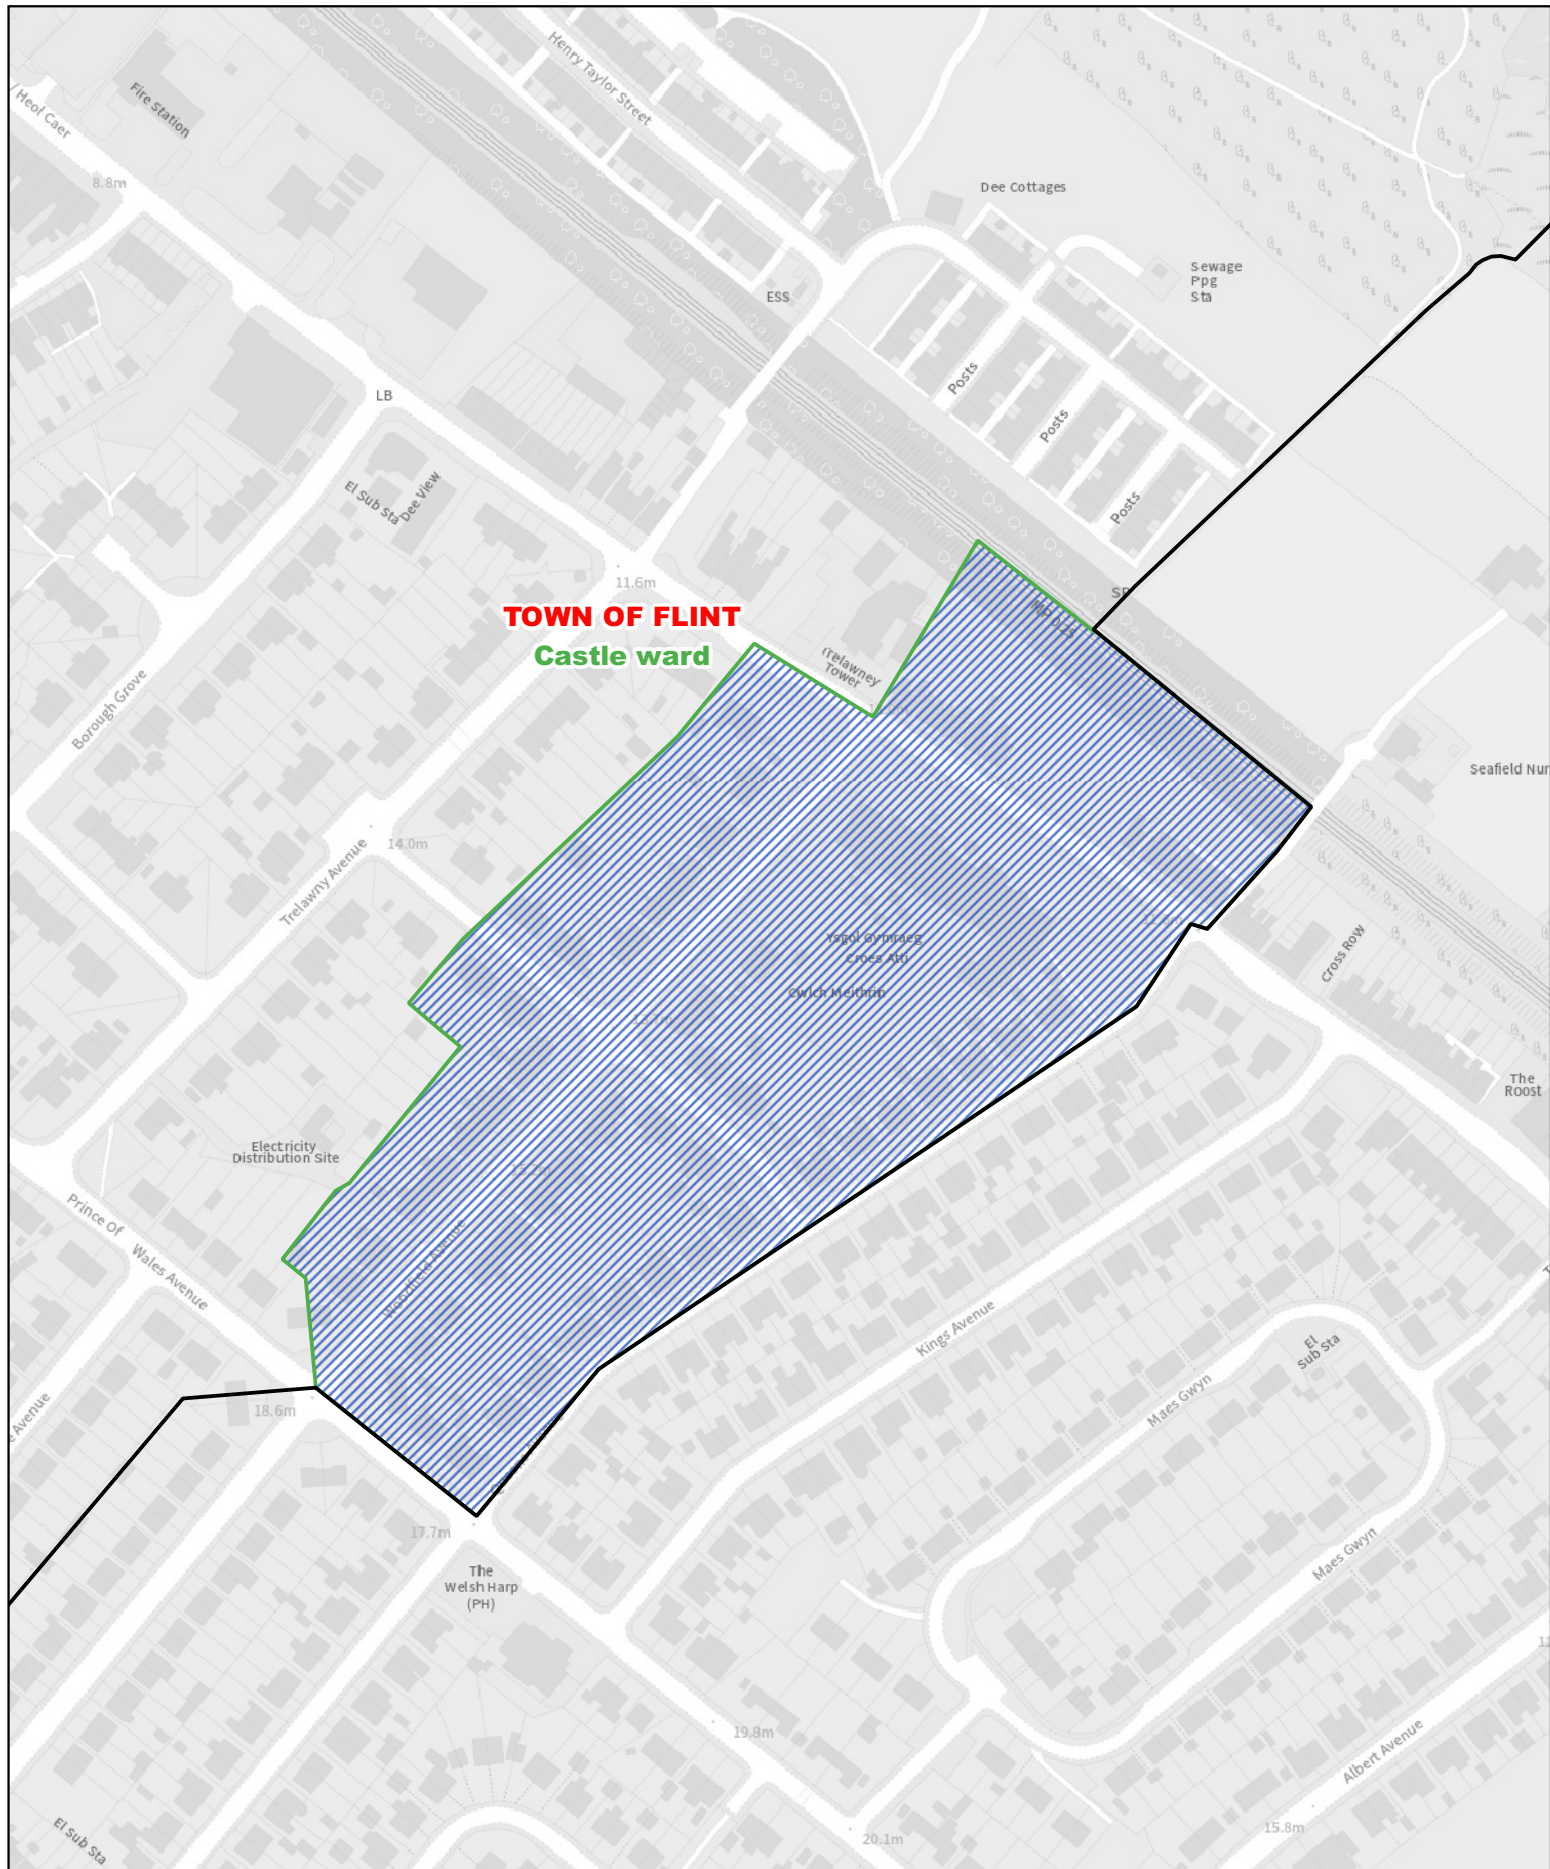 Henry Taylor Street
Fire Station
Heol Caer
8.8m
Dee Cottages
Sewage
Ppg
Sta
ESS
LB
Posts
Posts
Posts
El Sub Sta
Dee View
11.6m
TOWN OF FLINT
Castle ward
Trelawney
Tower
Borough Grove
Seafield Nur
14.0m
Trelawny Avenue
Ysgol Gymraeg
Croes Atti
Cwlch Meithrin
Cross Row
The
Roost
Electricity
Distribution Site
Prince Of Wales Avenue
Woodfield Avenue
Kings Avenue
El
Sub Sta
Maes Gwyn
e Avenue
18.6m
17.7m
The
Welsh Harp
(PH)
Maes Gwyn
19.8m
Albert Avenue
El Sub Sta
20.1m
15.8m